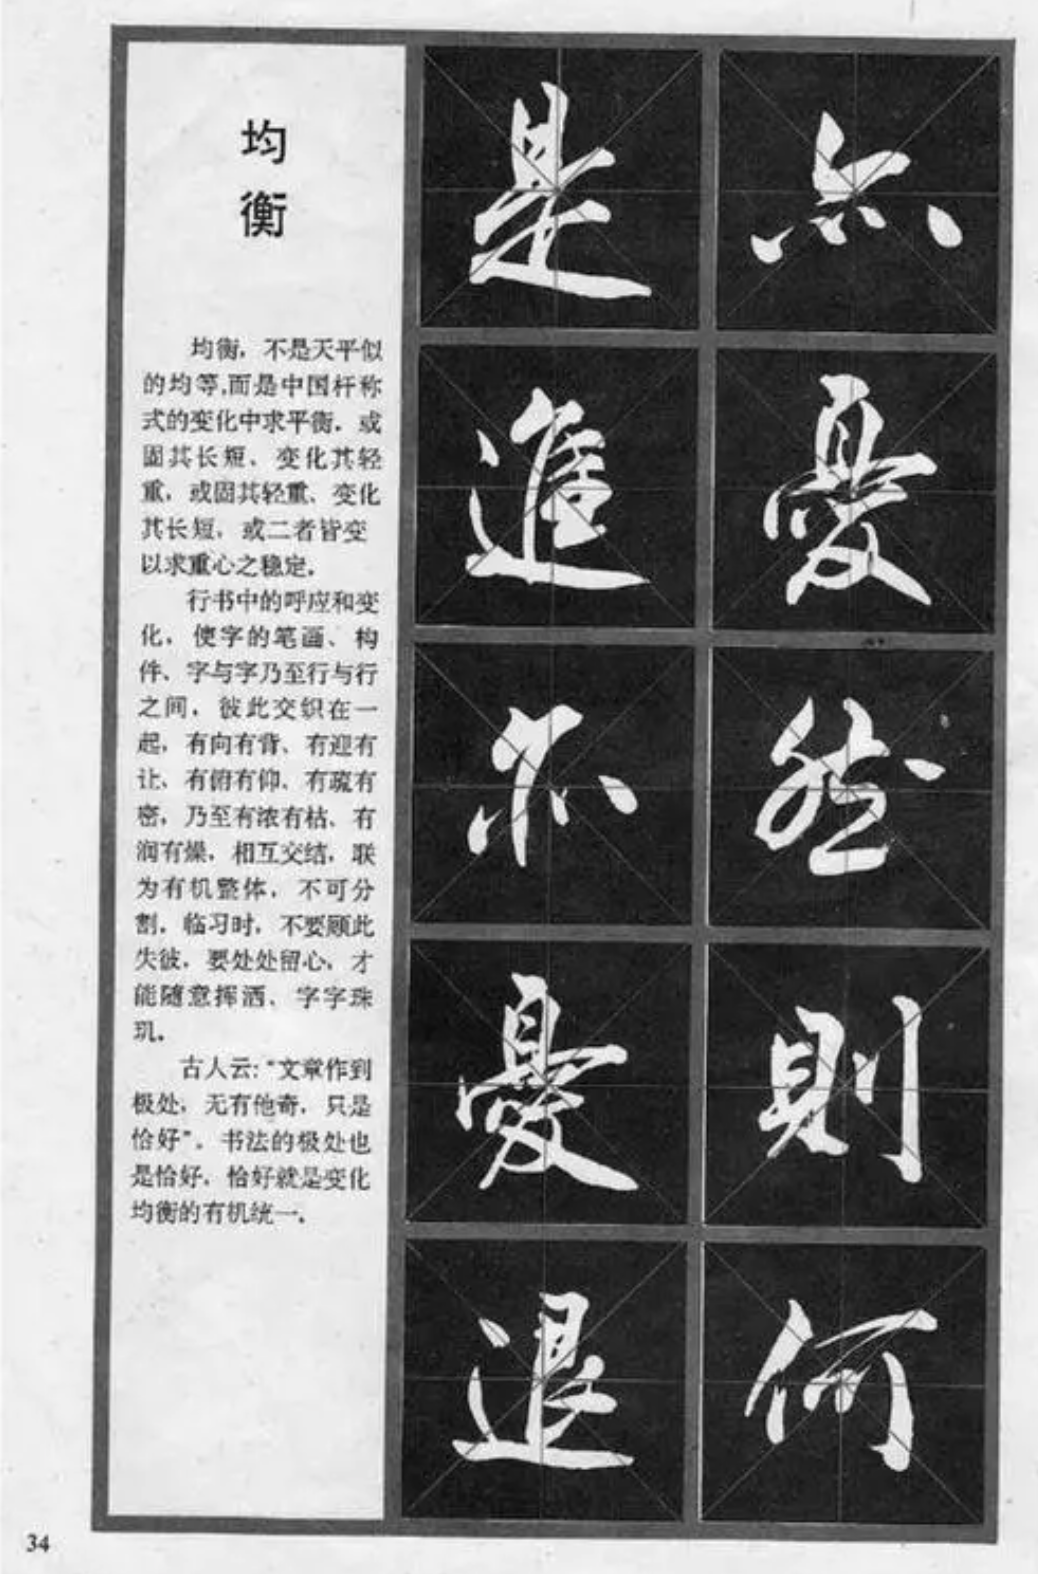 均
衡
均衡，不是天平似
的均等，而是中国杆称
式的变化中求平衡，或
固其长短、变化其轻
重，或固其轻重、变化
其长短，或二者皆变
以求重心之稳定。
行书中的呼应和变
化，使字的笔画、构
件、字与字乃至行与行
之间，彼此交织在一
起，有向有背、有迎有
让、有俯有仰、有疏有
密，乃至有浓有枯、有
润有燥，相互交结，联
为有机整体，不可分
割，临习时，不要顾此
失彼，要处处留心，才
能随意挥洒、字字珠
玑。
古人云：“文章作到
极处，无有他奇，只是
恰好”。书法的极处也
是恰好，恰好就是变化
均衡的有机统一。
是
進
亦
憂
退
亦
憂
然
則
何
34